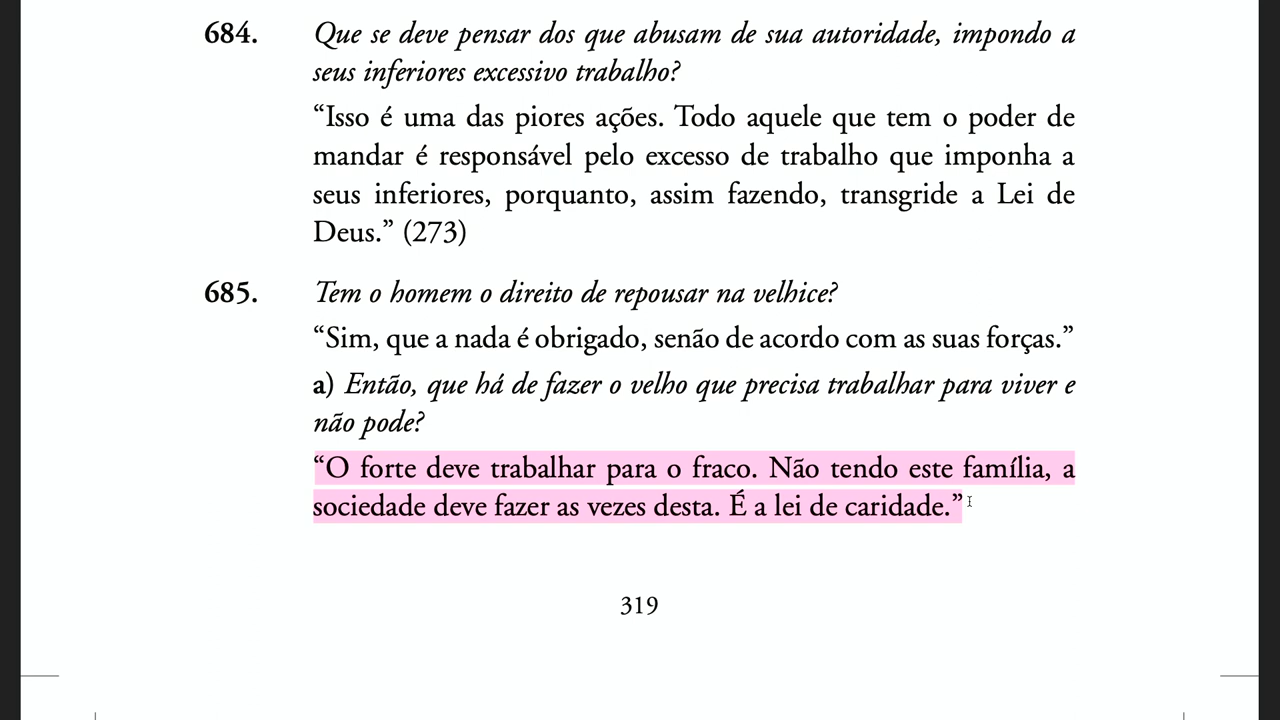 684. Que se deve pensar dos que abusam de sua autoridade, impondo a
seus inferiores excessivo trabalho?
“Isso é uma das piores ações. Todo aquele que tem o poder de
mandar é responsável pelo excesso de trabalho que imponha a
seus inferiores, porquanto, assim fazendo, transgride a Lei de
Deus.” (273)
685. Tem o homem o direito de repousar na velhice?
“Sim, que a nada é obrigado, senão de acordo com as suas forças.”
a) Então, que há de fazer o velho que precisa trabalhar para viver e
não pode?
“O forte deve trabalhar para o fraco. Não tendo este família, a
sociedade deve fazer as vezes desta. É a lei de caridade.”
319